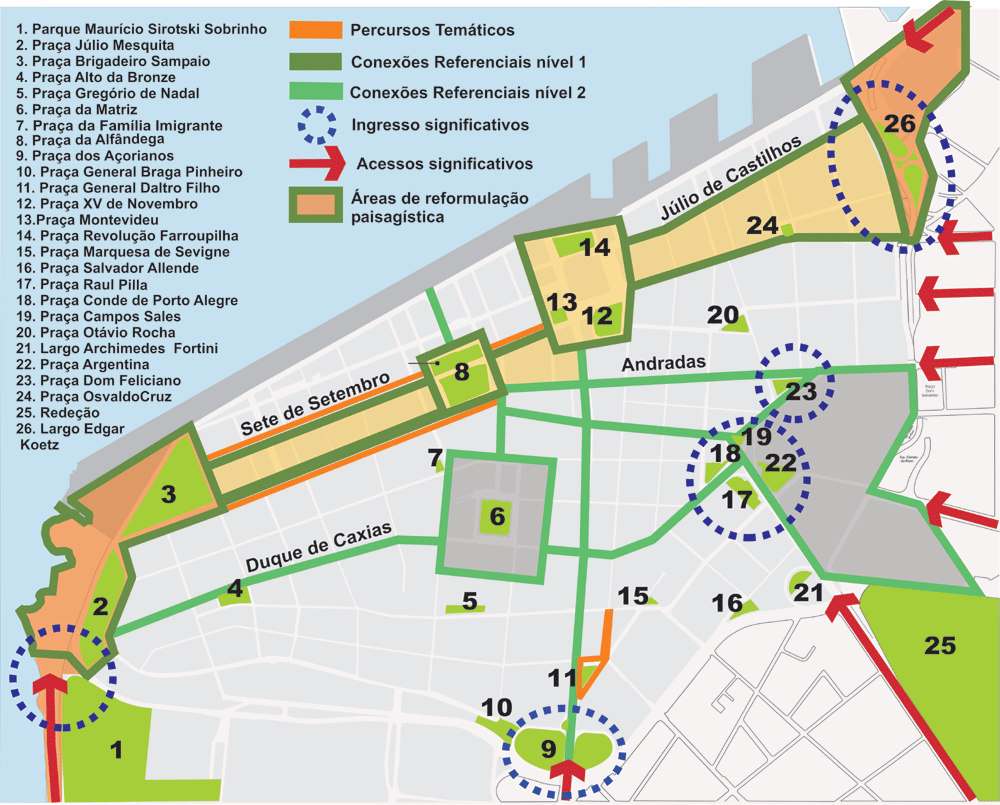 1. Parque Maurício Sirotski Sobrinho
2. Praça Júlio Mesquita
3. Praça Brigadeiro Sampaio
4. Praça Alto da Bronze
5. Praça Gregório de Nadal
6. Praça da Matriz
7. Praça da Família Imigrante
8. Praça da Alfândega
9. Praça dos Açorianos
10. Praça General Braga Pinheiro
11. Praça General Daltro Filho
12. Praça XV de Novembro
13.Praça Montevideu
14. Praça Revolução Farroupilha
15. Praça Marquesa de Sevigne
16. Praça Salvador Allende
17. Praça Raul Pilla
18. Praça Conde de Porto Alegre
19. Praça Campos Sales
20. Praça Otávio Rocha
21. Largo Archimedes Fortini
22. Praça Argentina
23. Praça Dom Feliciano
24. Praça OsvaldoCruz
25. Redeção
26. Largo Edgar
Koetz
Percursos Temáticos
Conexões Referenciais nível 1
Conexões Referenciais nível 2
Ingresso significativos
Acessos significativos
Áreas de reformulação
paisagística
26
Júlio de Castilhos
24
14
13
12
20
Andradas
8
23
Sete de Setembro
19
18
22
7
17
3
6
Duque de Caxias
4
5
15
16
21
2
25
11
10
9
1